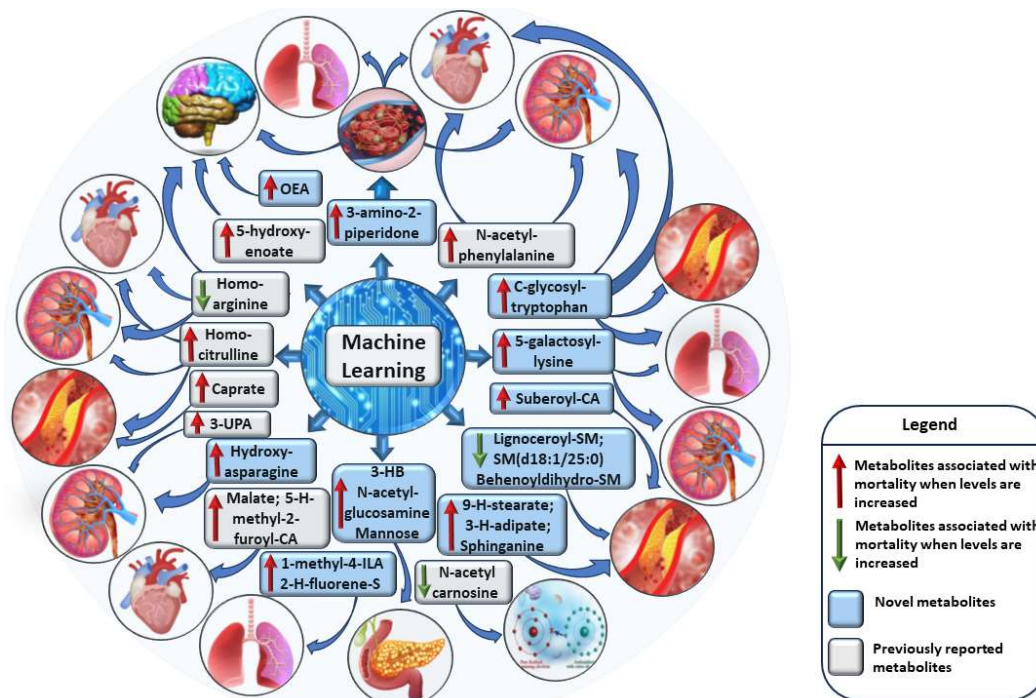 OEA
5-hydroxy-
enoate
3-amino-2-
piperidone
N-acetyl-
phenylalanine
Homo-
arginine
C-glycosyl-
tryptophan
Machine
Learning
Homo-
citrulline
5-galactosyl-
lysine
Caprate
Suberoyl-CA
3-UPA
Hydroxy-
asparagine
Lignoceroyl-SM;
SM(d18:1/25:0)
Behenoyldihydro-SM
Malate; 5-H-
methyl-2-
furoyl-CA
3-HB
N-acetyl-
glucosamine
Mannose
9-H-stearate;
3-H-adipate;
Sphinganine
1-methyl-4-ILA
2-H-fluorene-S
N-acetyl
carnosine
Legend
Metabolites associated with
mortality when levels are
increased
Metabolites associated with
mortality when levels are
increased
Novel metabolites
Previously reported
metabolites